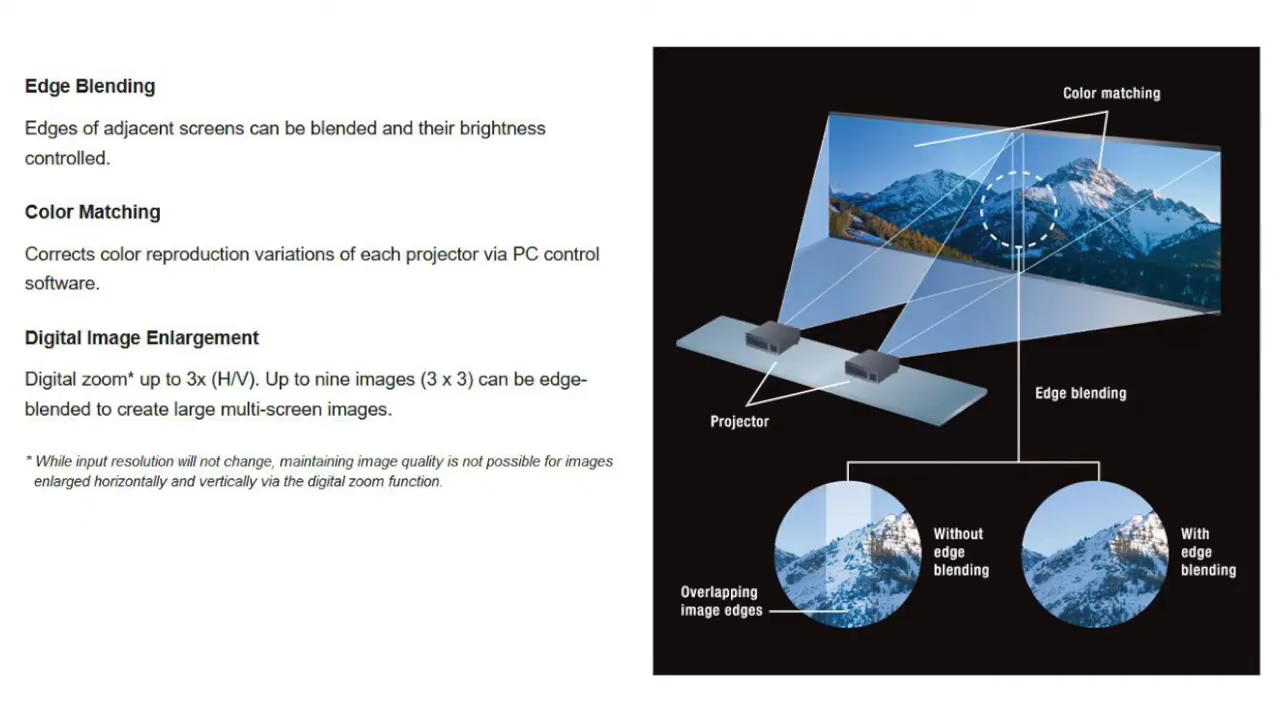 Edge Blending
Edges of adjacent screens can be blended and their brightness
controlled.
Color Matching
Corrects color reproduction variations of each projector via PC control
software.
Digital Image Enlargement
Digital zoom* up to 3x (H/V). Up to nine images (3 x 3) can be edge-
blended to create large multi-screen images.
* While input resolution will not change, maintaining image quality is not possible for images
enlarged horizontally and vertically via the digital zoom function.
Color matching
Projector
Edge blending
Without
edge
blending
With
edge
blending
Overlapping
image edges